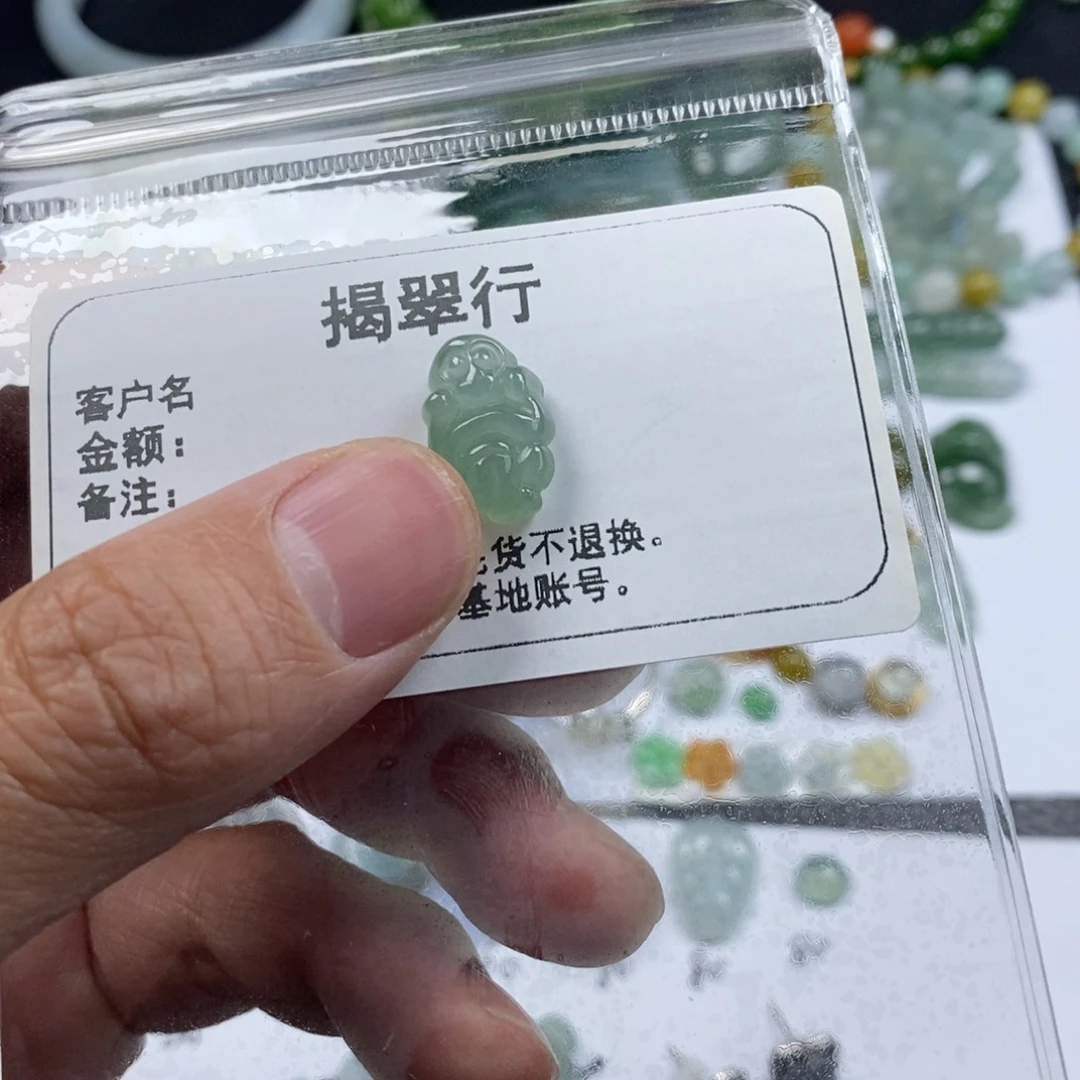 揭翠行
客户名
金额：
备注：
货不退换。
基地账号。